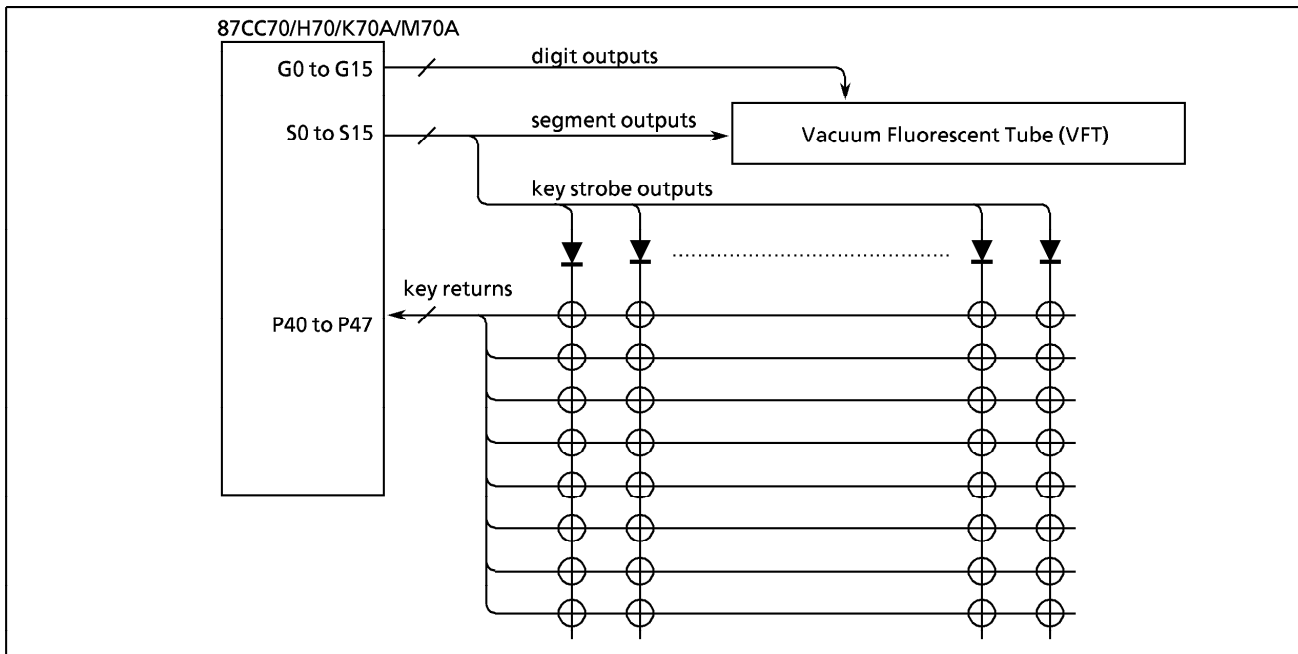 87CC70/H70/K70A/M70A
G0 to G15
digit outputs
S0 to S15
segment outputs
Vacuum Fluorescent Tube (VFT)
key strobe outputs
key returns
P40 to P47